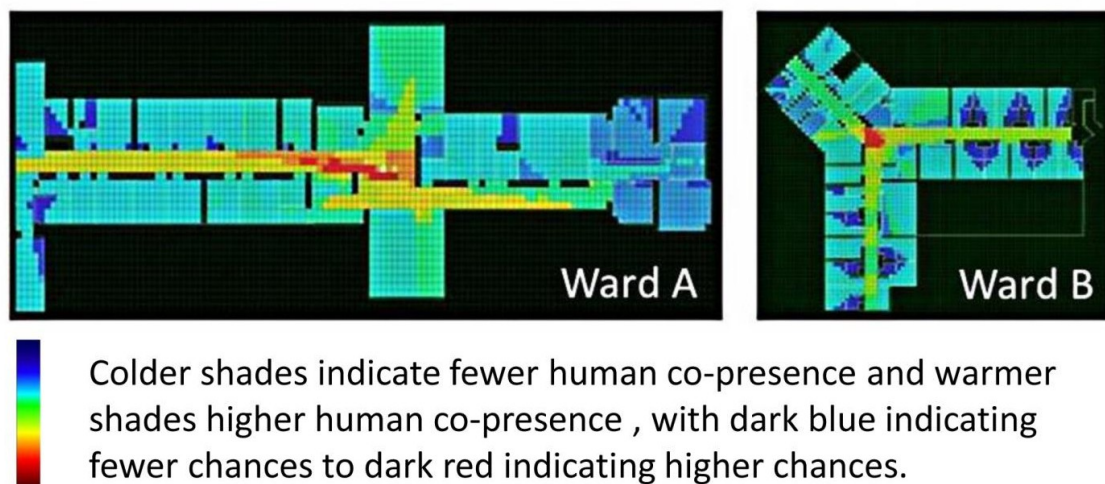 Ward A
Ward B
Colder shades indicate fewer human co-presence and warmer
shades higher human co-presence , with dark blue indicating
fewer chances to dark red indicating higher chances.